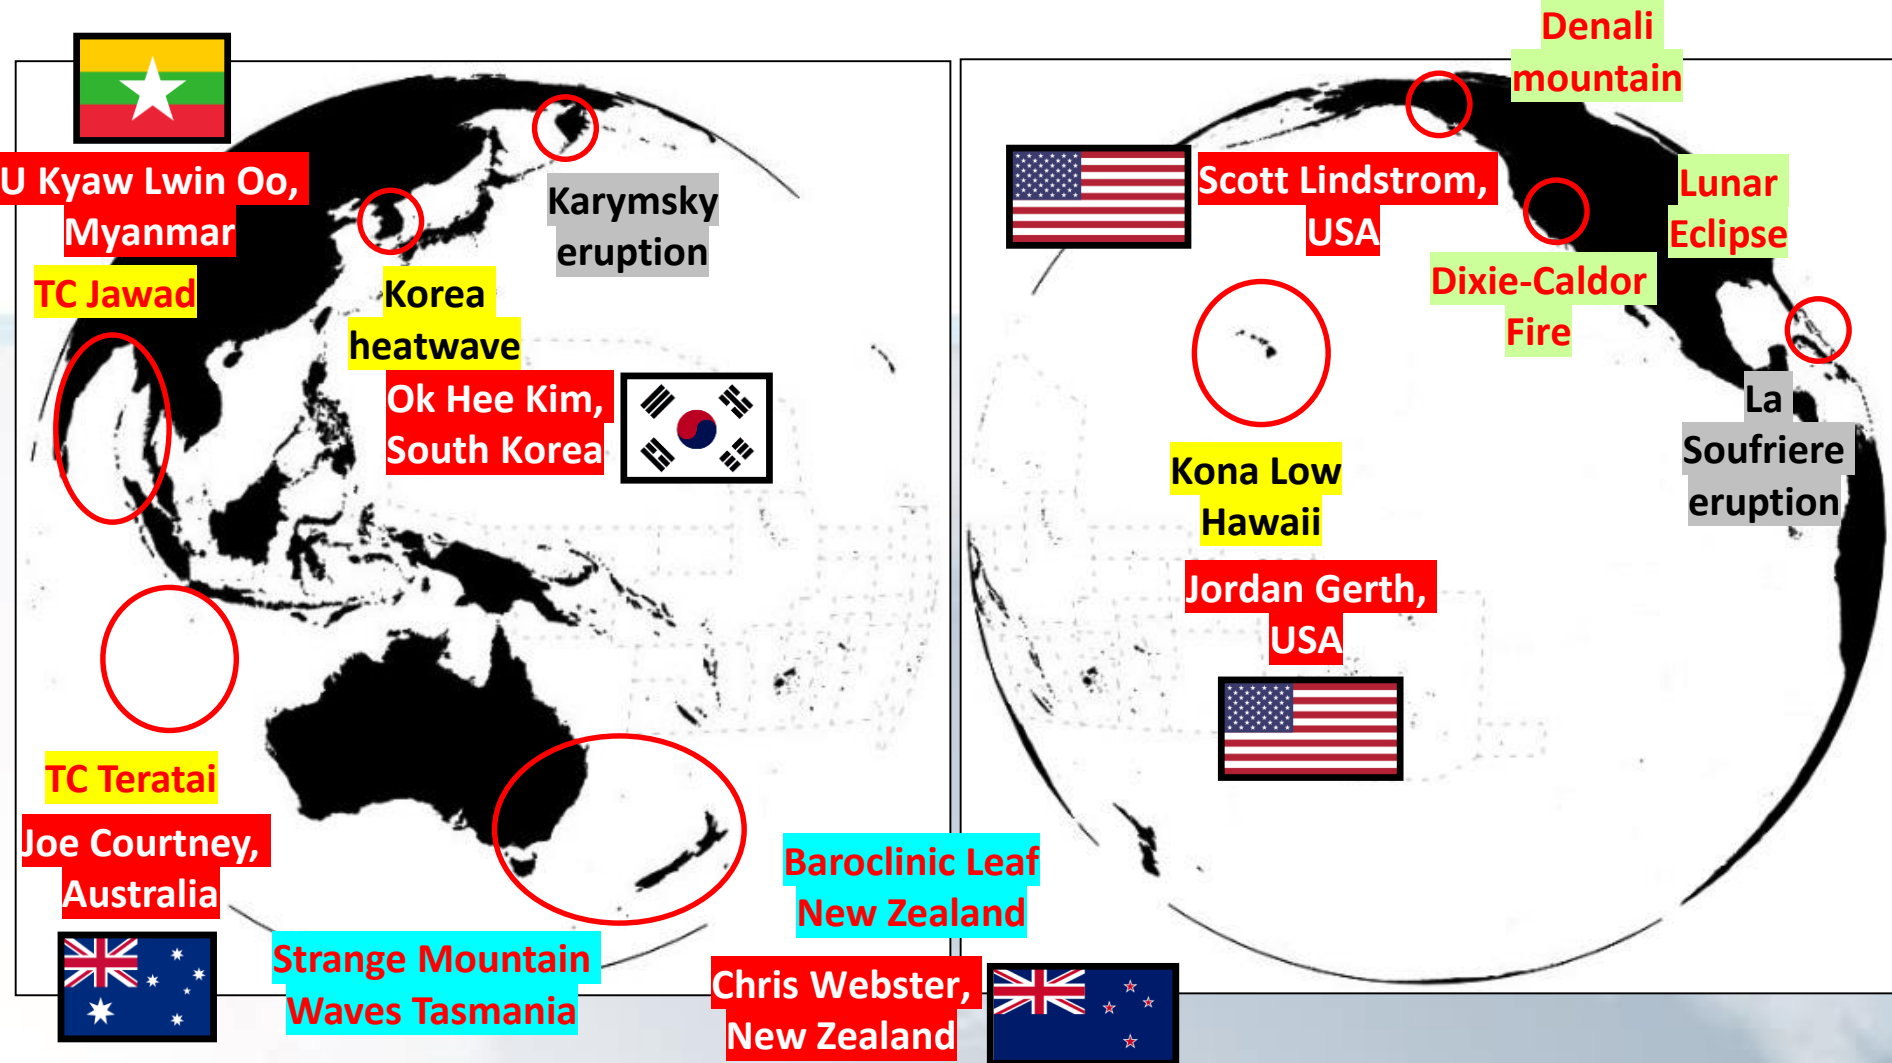 U Kyaw Lwin Oo,
Myanmar
TC Jawad
Karymsky
eruption
Korea
heatwave
Ok Hee Kim,
South Korea
TC Teratai
Joe Courtney,
Australia
Strange Mountain
Waves Tasmania
Baroclinic Leaf
New Zealand
Chris Webster,
New Zealand
Denali
mountain
Scott Lindstrom,
USA
Lunar
Eclipse
Dixie-Caldor
Fire
La
Soufriere
eruption
Kona Low
Hawaii
Jordan Gerth,
USA